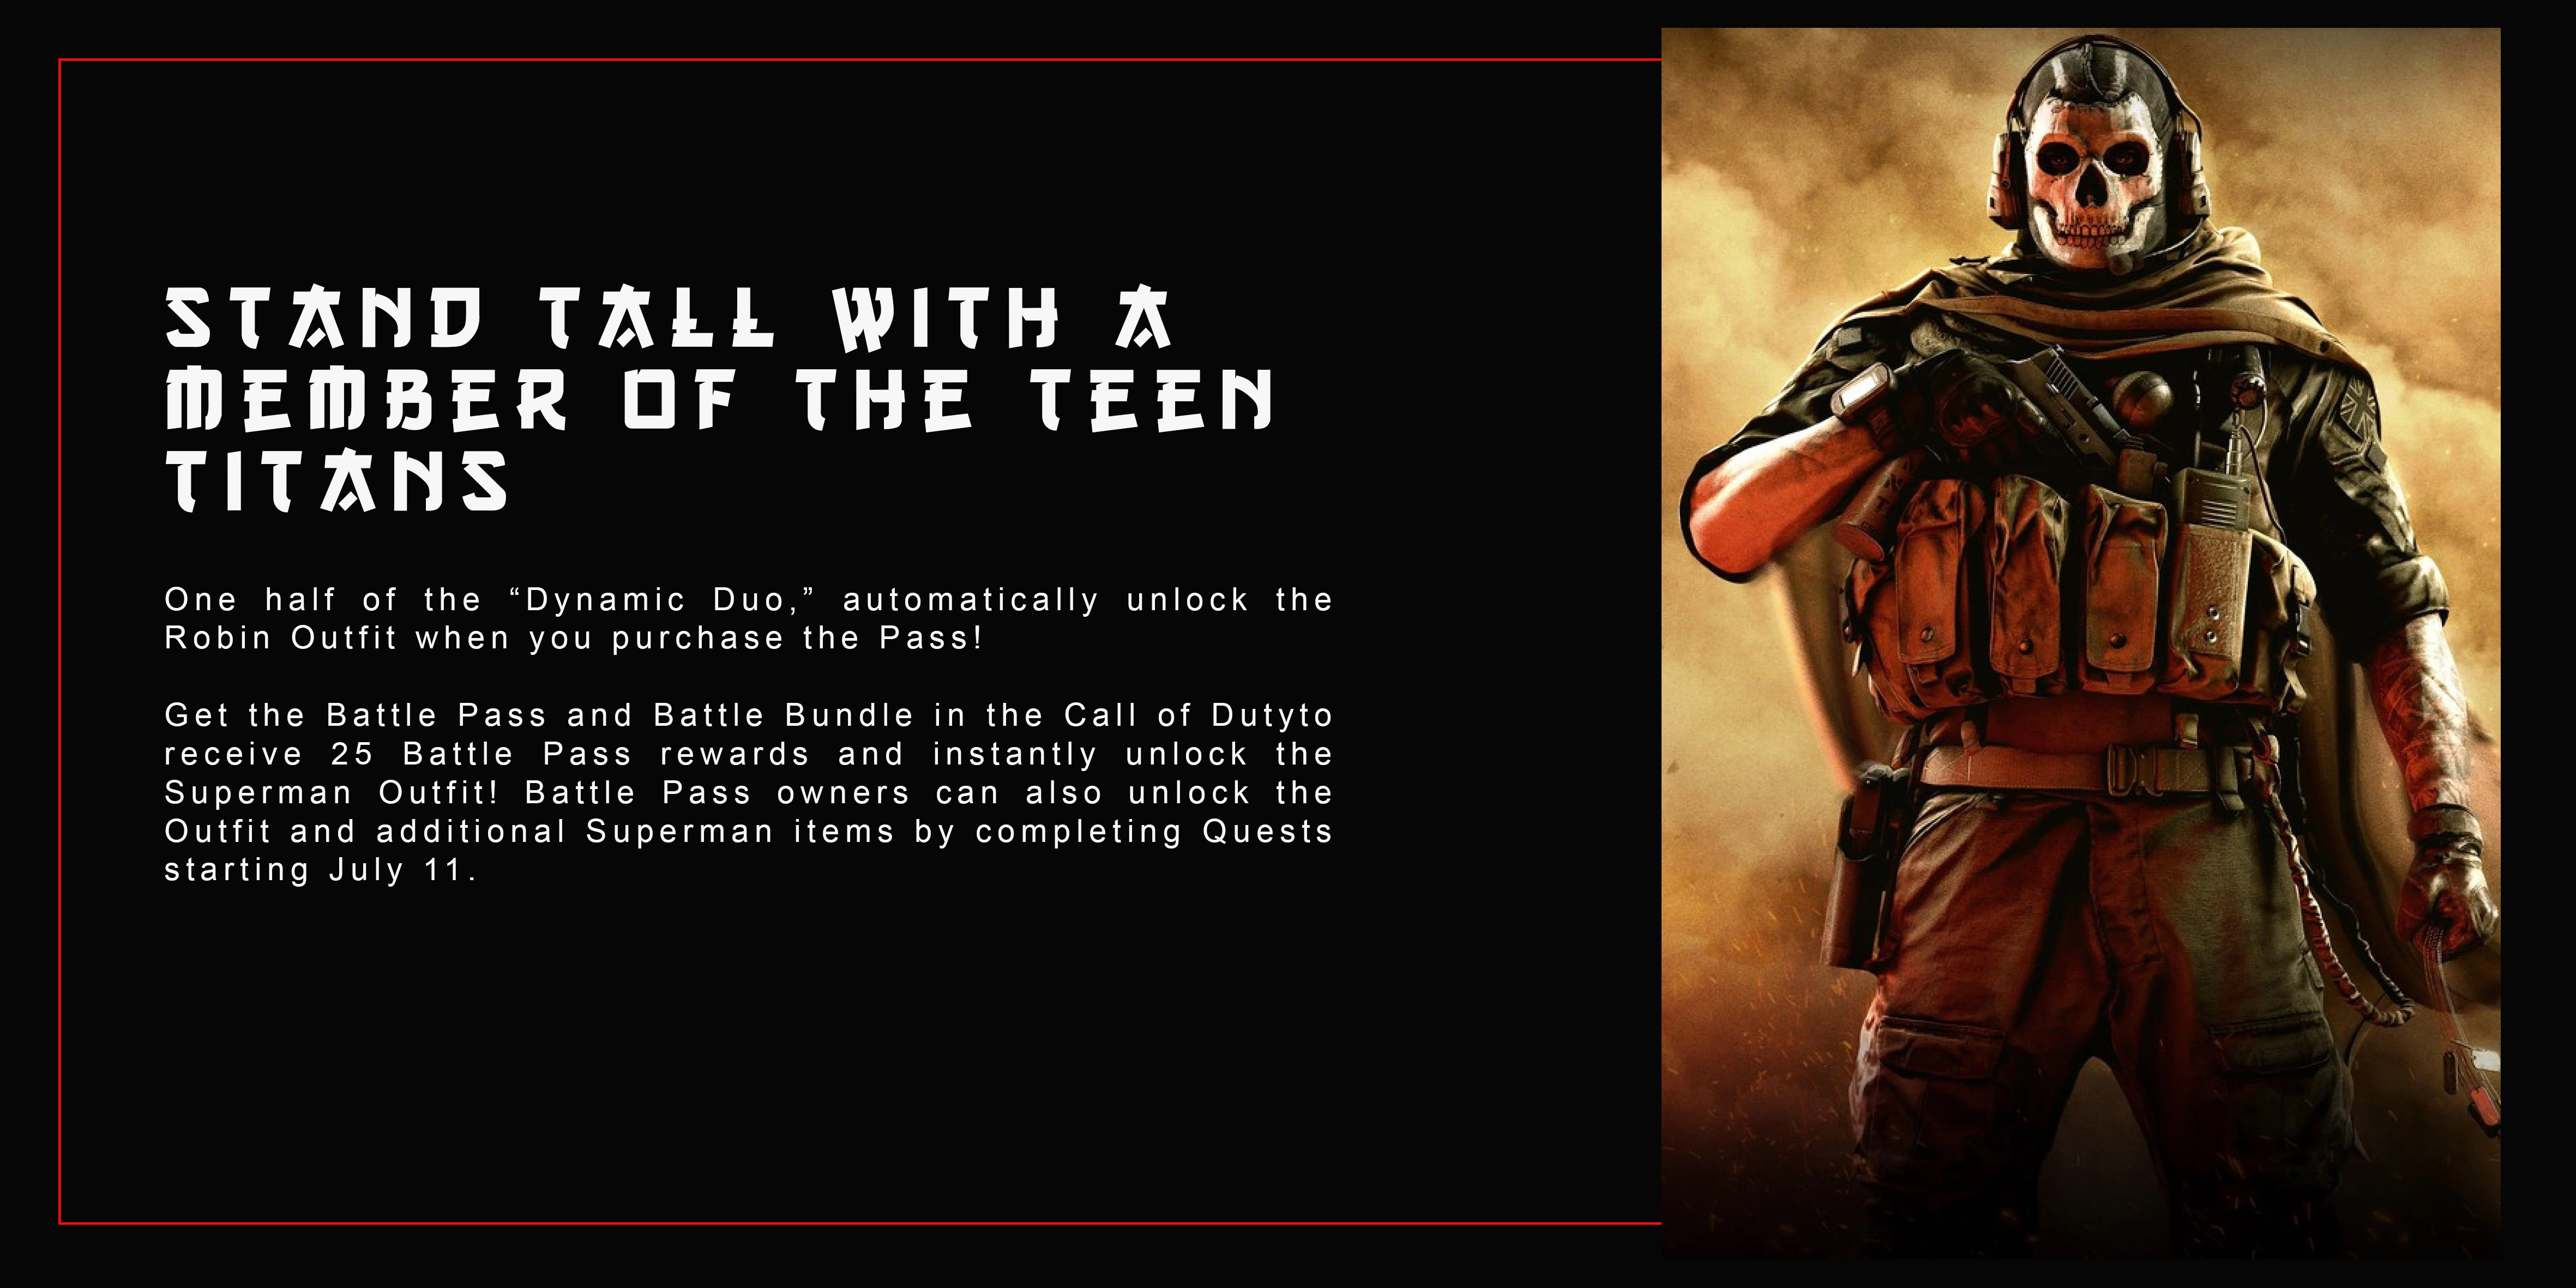 STAND TALL WITH A
MEMBER OF THE TEEN
TITANS
One half of the “Dynamic Duo,” automatically unlock the
Robin Outfit when you purchase the Pass!
Get the Battle Pass and Battle Bundle in the Call of Dutyto
receive 25 Battle Pass rewards and instantly unlock the
Superman Outfit! Battle Pass owners can also unlock the
Outfit and additional Superman items by completing Quests
starting July 11.